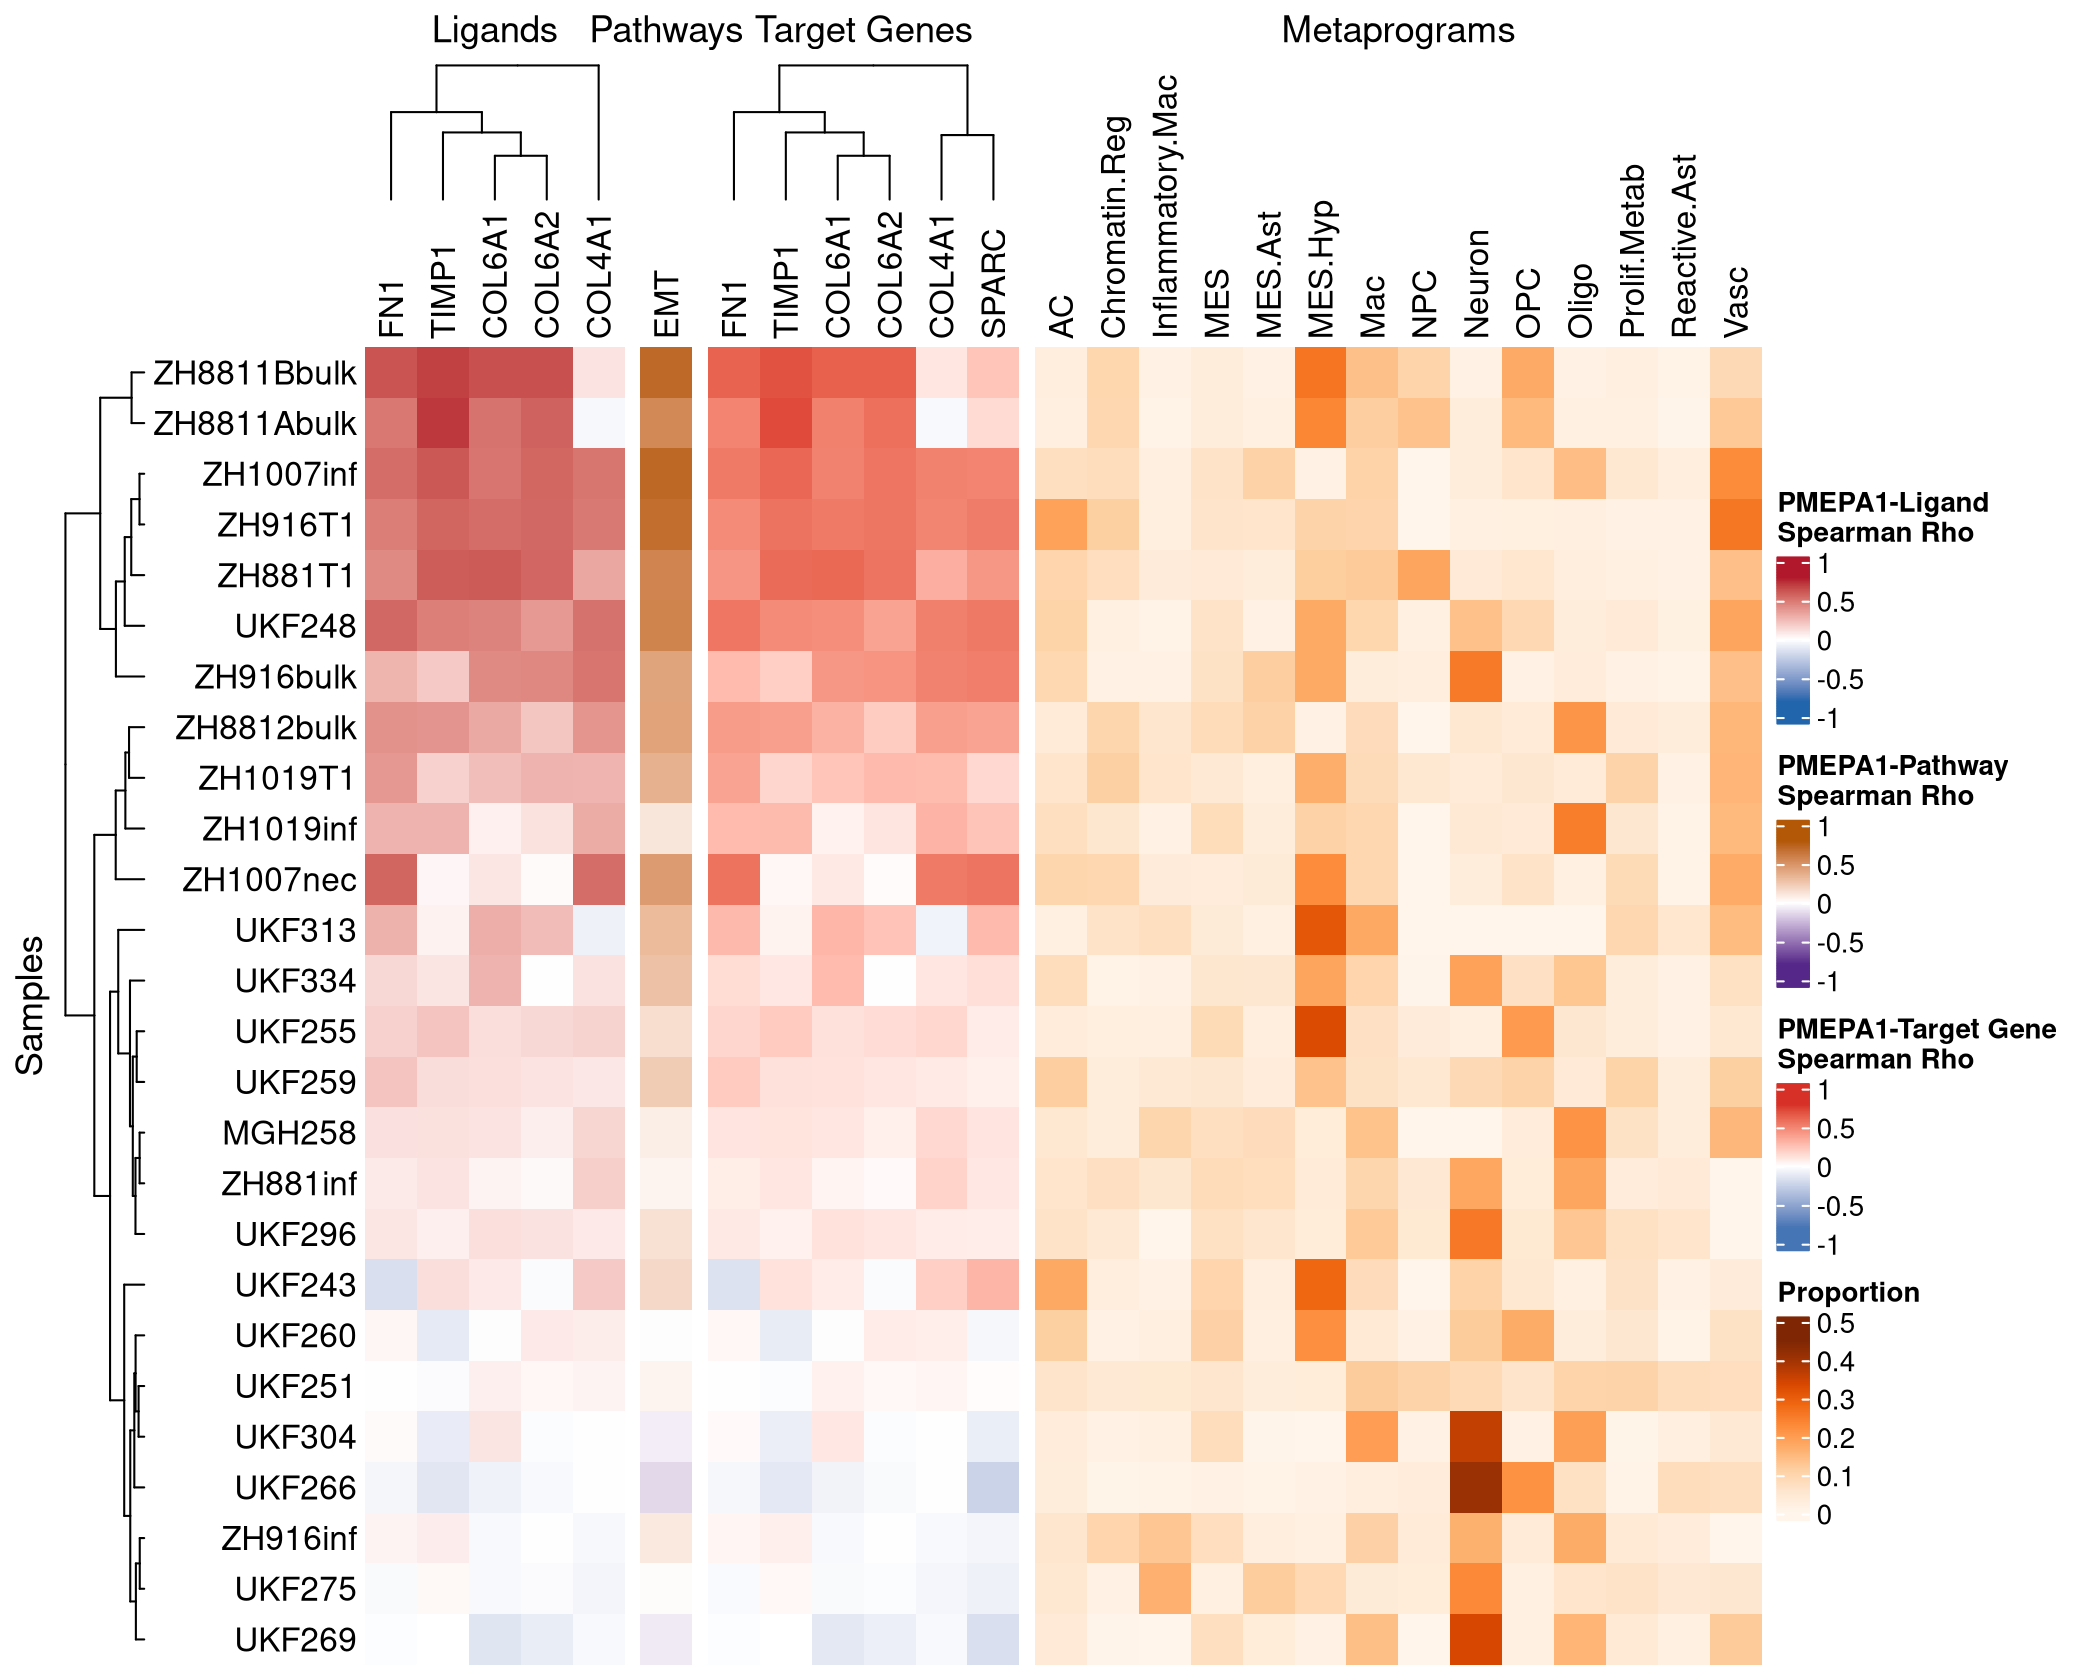 Ligands
Pathways
Target Genes
Metaprograms
FN1
TIMP1
COL6A1
COL6A2
COL4A1
EMT
FN1
TIMP1
COL6A1
COL6A2
COL4A1
SPARC
AC
Chromatin.Reg
Inflammatory.Mac
MES
MES.Ast
MES.Hyp
Mac
NPC
Neuron
OPC
Oligo
Prolif.Metab
Reactive.Ast
Vasc
Samples
ZH8811Bbulk
ZH8811Abulk
ZH1007inf
ZH916T1
ZH881T1
UKF248
ZH916bulk
ZH8812bulk
ZH1019T1
ZH1019inf
ZH1007nec
UKF313
UKF334
UKF255
UKF259
MGH258
ZH881inf
UKF296
UKF243
UKF260
UKF251
UKF304
UKF266
ZH916inf
UKF275
UKF269
PMEPA1-Ligand
Spearman Rho
1
0.5
0
-0.5
-1
PMEPA1-Pathway
Spearman Rho
1
0.5
0
-0.5
-1
PMEPA1-Target Gene
Spearman Rho
1
0.5
0
-0.5
-1
Proportion
0.5
0.4
0.3
0.2
0.1
0